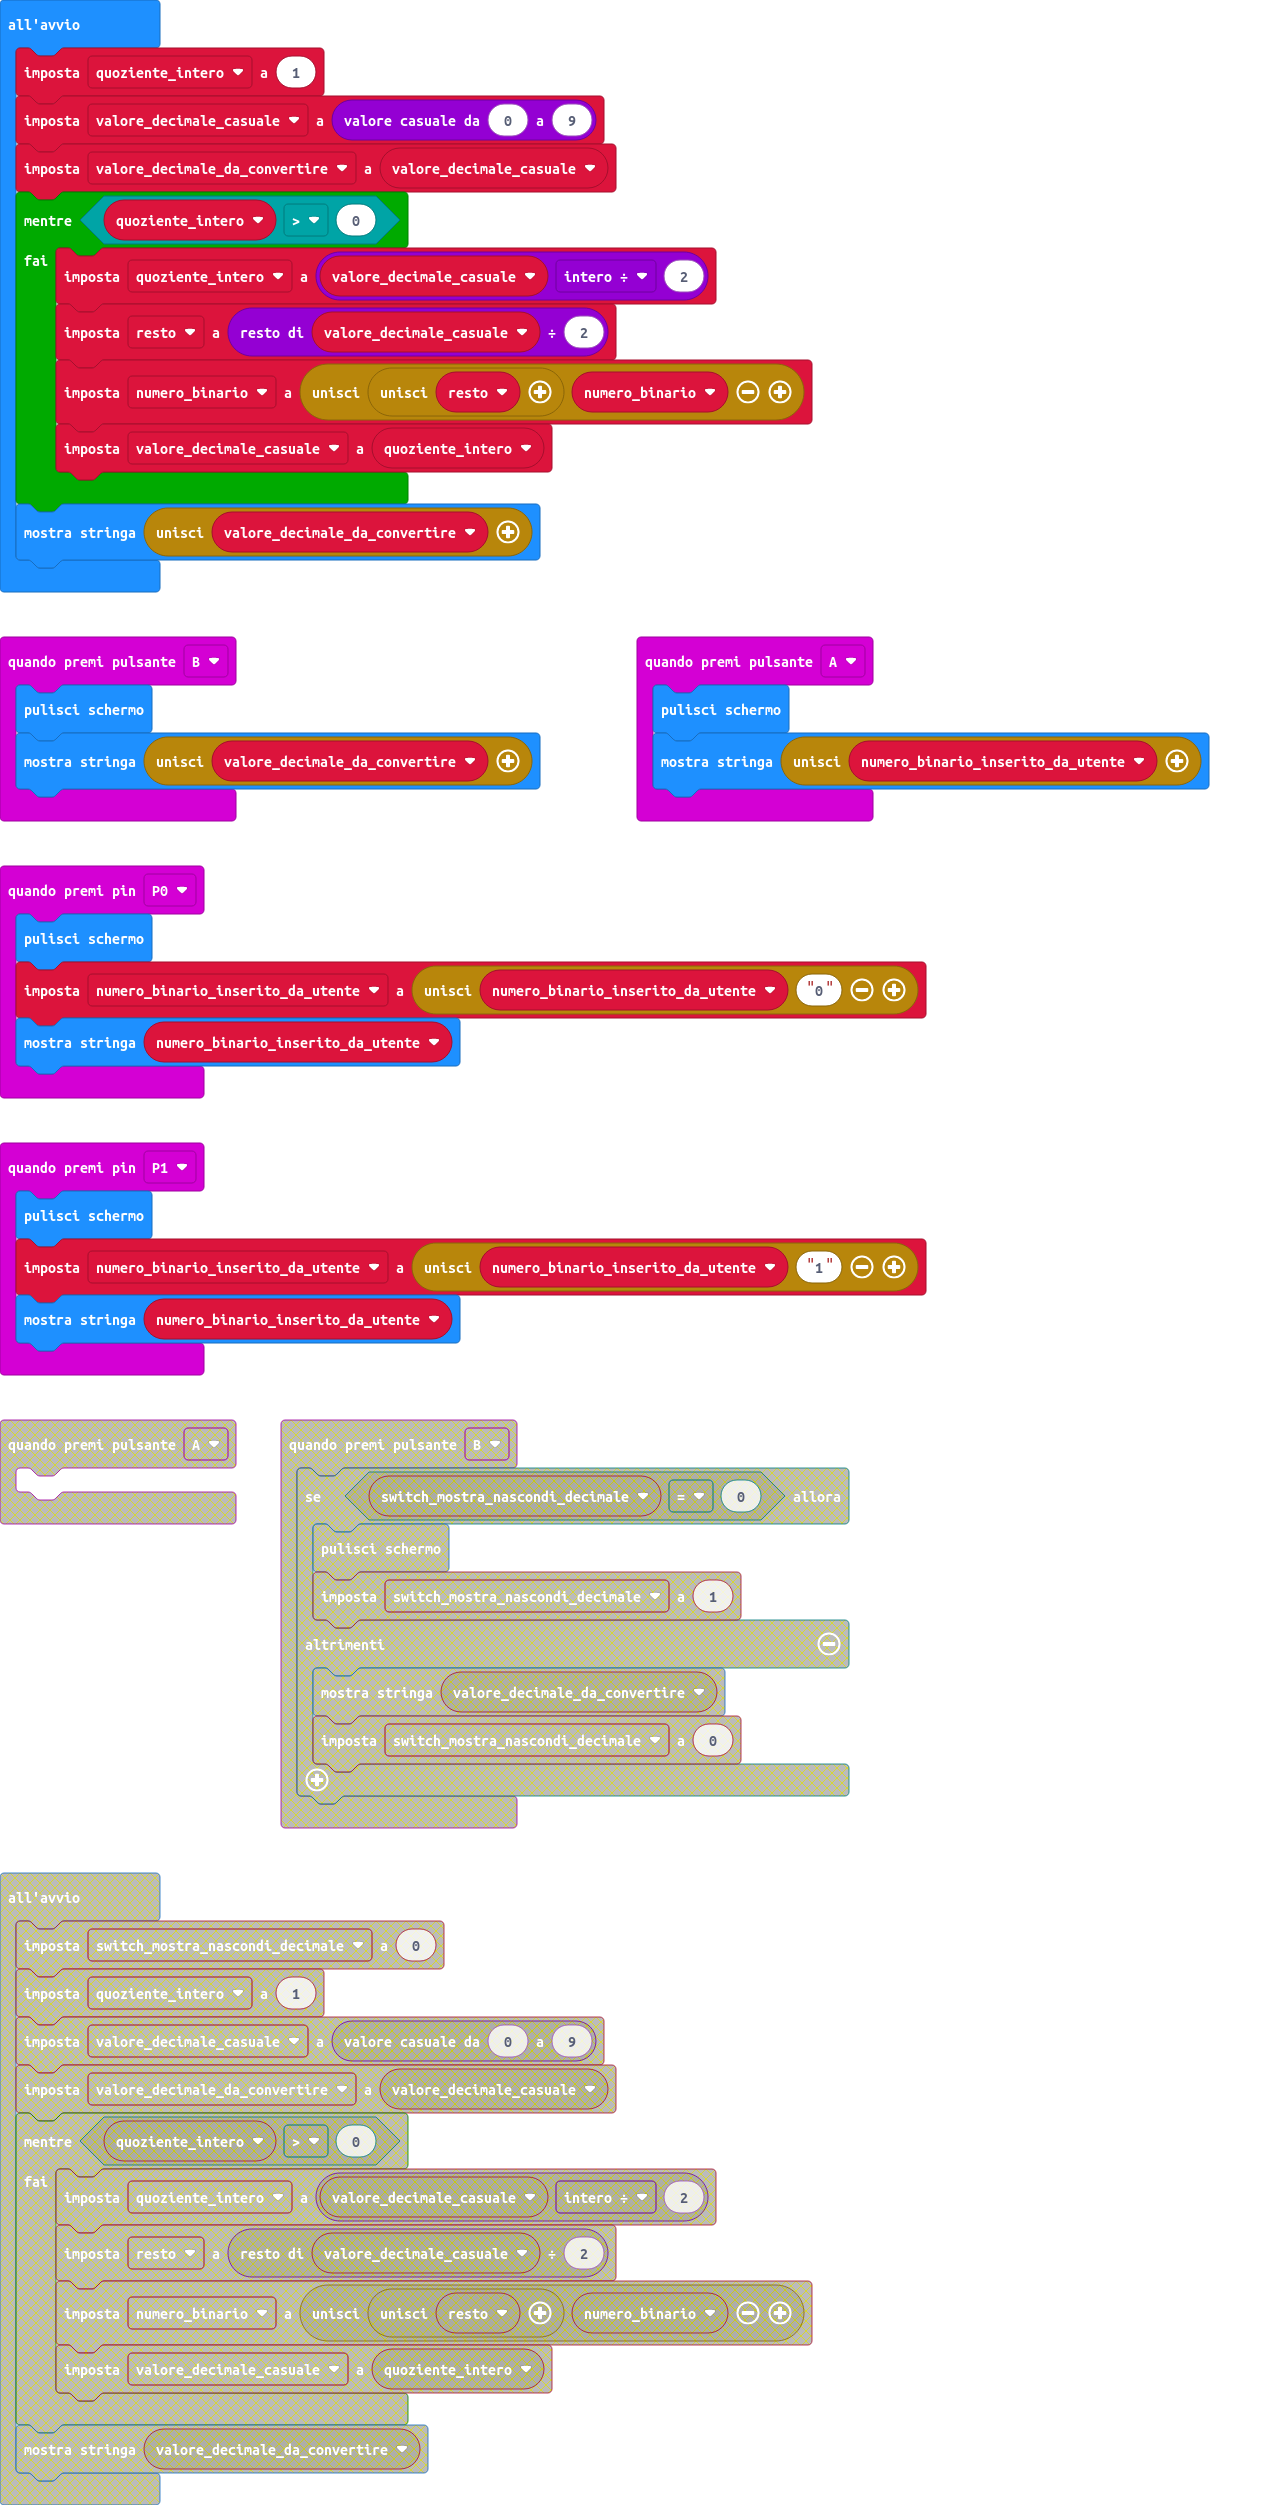 all'avvio
imposta quoziente_intero a 1
imposta valore_decimale_casuale a valore casuale da 0 a 9
imposta valore_decimale_da_convertire a valore_decimale_casuale
mentre quoziente_intero > 0
fai
imposta quoziente_intero a valore_decimale_casuale intero ÷ 2
imposta resto a resto di valore_decimale_casuale ÷ 2
imposta numero_binario a unisci unisci resto numero_binario
imposta valore_decimale_casuale a quoziente_intero
mostra stringa unisci valore_decimale_da_convertire
quando premi pulsante B
pulisci schermo
mostra stringa unisci valore_decimale_da_convertire
quando premi pulsante A
pulisci schermo
mostra stringa unisci numero_binario_inserito_da_utente
quando premi pin P0
pulisci schermo
imposta numero_binario_inserito_da_utente a unisci numero_binario_inserito_da_utente "0"
mostra stringa numero_binario_inserito_da_utente
quando premi pin P1
pulisci schermo
imposta numero_binario_inserito_da_utente a unisci numero_binario_inserito_da_utente "1"
mostra stringa numero_binario_inserito_da_utente
quando premi pulsante A
quando premi pulsante B
se switch_mostra_nascondi_decimale = 0 allora
pulisci schermo
imposta switch_mostra_nascondi_decimale a 1
altrimenti
mostra stringa valore_decimale_da_convertire
imposta switch_mostra_nascondi_decimale a 0
all'avvio
imposta switch_mostra_nascondi_decimale a 0
imposta quoziente_intero a 1
imposta valore_decimale_casuale a valore casuale da 0 a 9
imposta valore_decimale_da_convertire a valore_decimale_casuale
mentre quoziente_intero > 0
fai
imposta quoziente_intero a valore_decimale_casuale intero ÷ 2
imposta resto a resto di valore_decimale_casuale ÷ 2
imposta numero_binario a unisci unisci resto numero_binario
imposta valore_decimale_casuale a quoziente_intero
mostra stringa valore_decimale_da_convertire